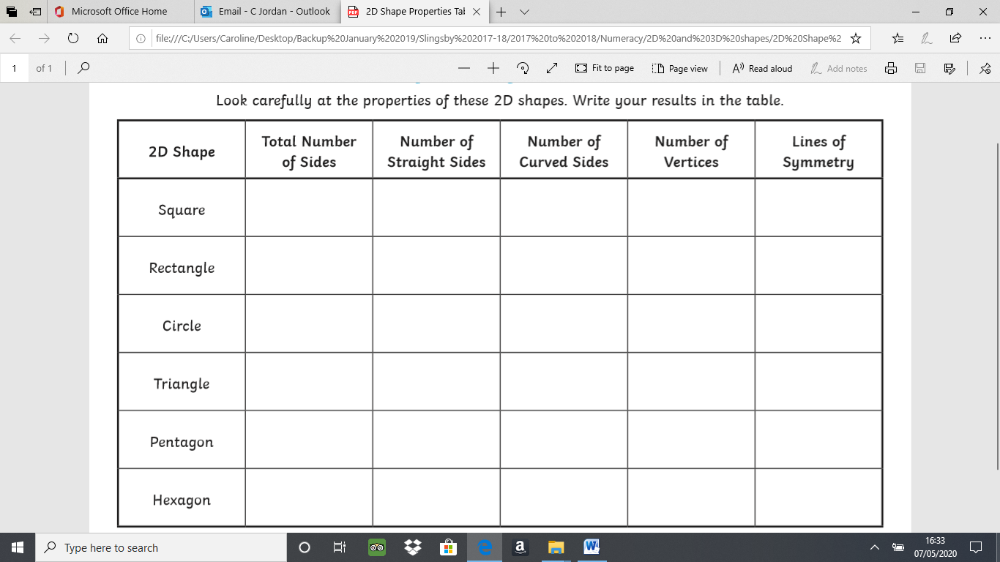 Microsoft Office Home
Email - C Jordan - Outlook
2D Shape Properties Tab
file:///C:/Users/Caroline/Desktop/Backup%20January%202019/Slingsby%202017-18/2017%20to%202018/Numeracy/2D%20and%203D%20shapes/2D%20Shape%2
1 of 1
Fit to page
Page view
Read aloud
Add notes
Look carefully at the properties of these 2D shapes. Write your results in the table.
2D Shape
Total Number of Sides
Number of Straight Sides
Number of Curved Sides
Number of Vertices
Lines of Symmetry
Square
Rectangle
Circle
Triangle
Pentagon
Hexagon
Type here to search
16:33
07/05/2020